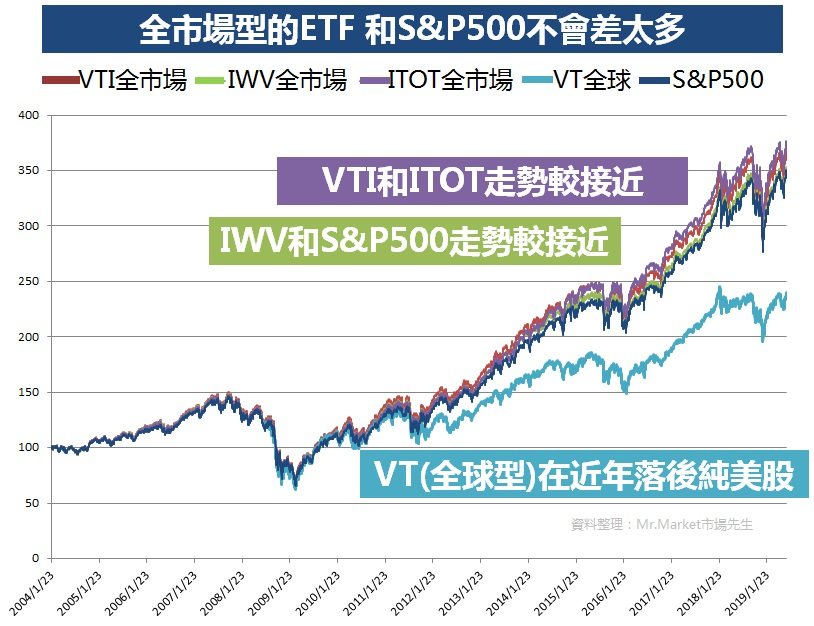 全市場型的ETF 和S&P500不會差太多
VTI全市場 IWV全市場 ITOT全市場 VT全球 S&P500
400
350
300
250
200
150
100
50
0
VTI和ITOT走勢較接近
IWV和S&P500走勢較接近
VT(全球型)在近年落後純美股
資料整理：Mr.Market市場先生
2004/1/23 2005/1/23 2006/1/23 2007/1/23 2008/1/23 2009/1/23 2010/1/23 2011/1/23 2012/1/23 2013/1/23 2014/1/23 2015/1/23 2016/1/23 2017/1/23 2018/1/23 2019/1/23